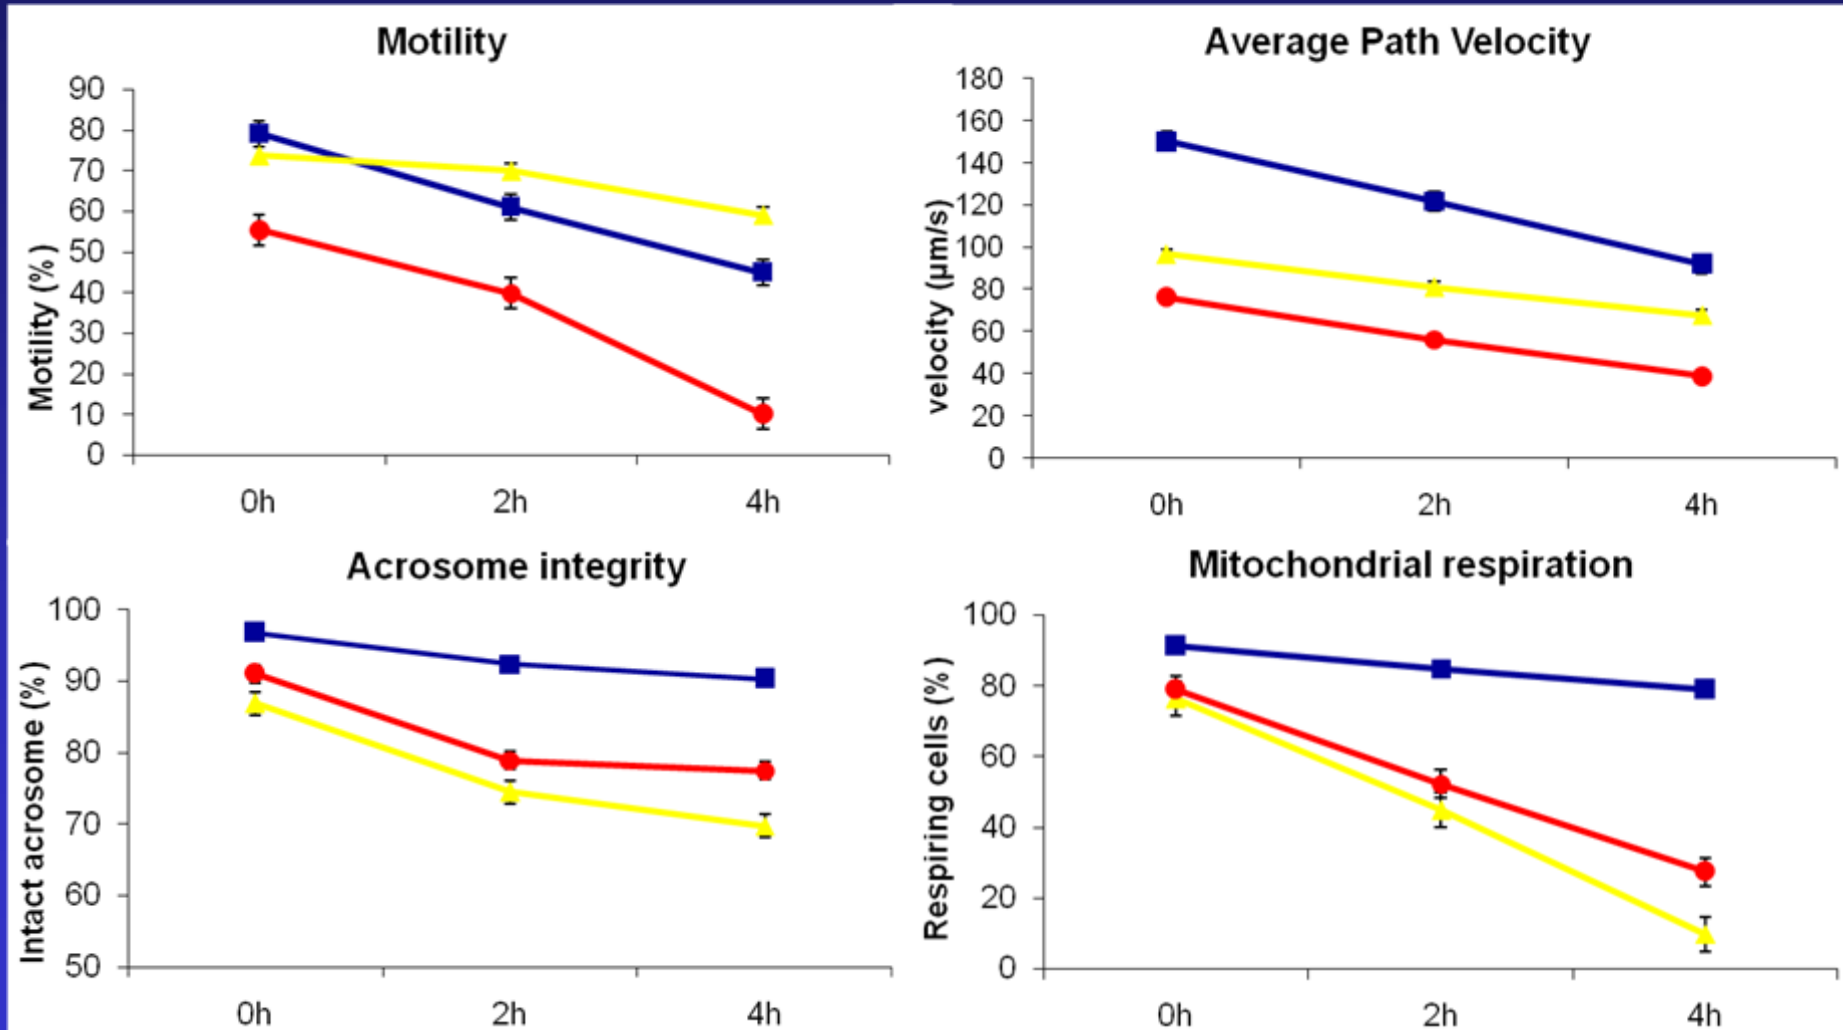 Motility
Motility (%)
90
80
70
60
50
40
30
20
10
0
0h 2h 4h
Average Path Velocity
velocity (µm/s)
180
160
140
120
100
80
60
40
20
0
0h 2h 4h
Acrosome integrity
Intact acrosome (%)
100
90
80
70
60
50
0h 2h 4h
Mitochondrial respiration
Respiring cells (%)
100
80
60
40
20
0
0h 2h 4h